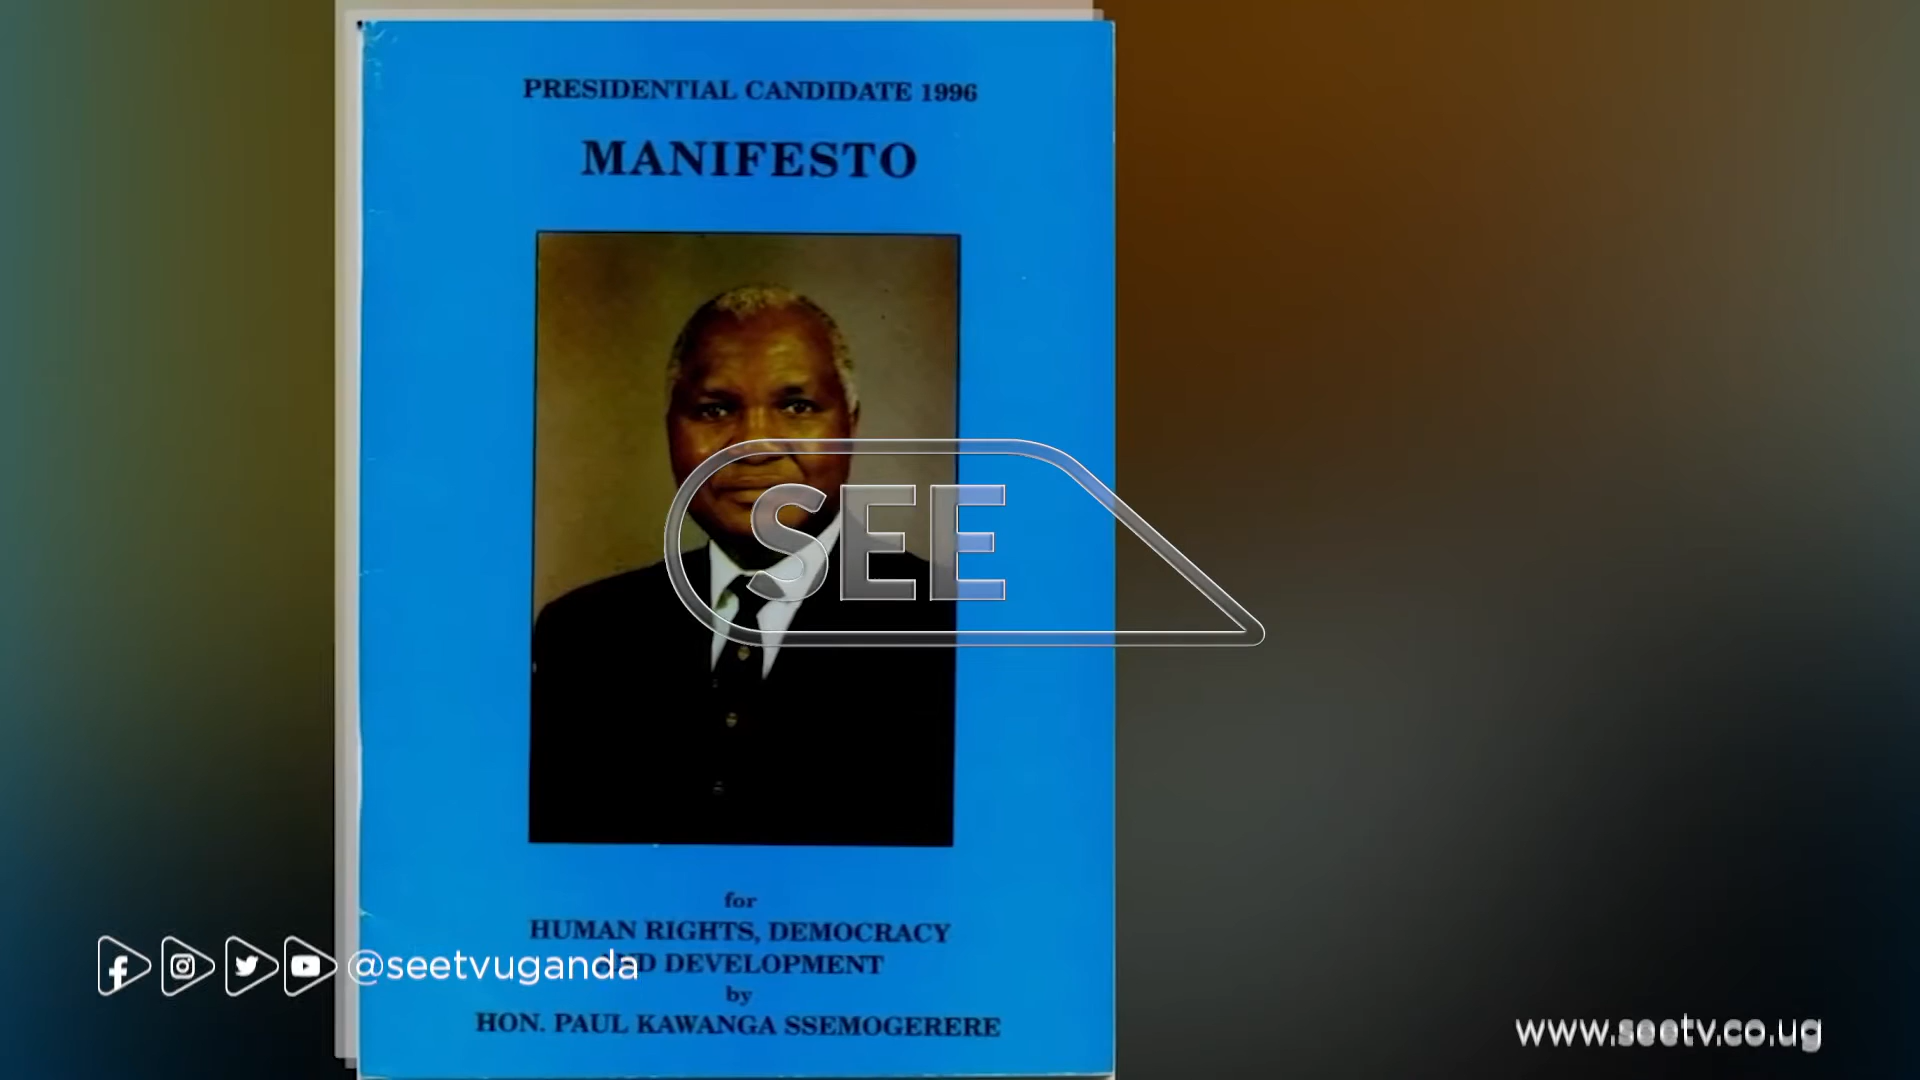 PRESIDENTIAL CANDIDATE 1996
MANIFESTO
SEE
for
HUMAN RIGHTS, DEMOCRACY
AND DEVELOPMENT
by
HON. PAUL KAWANGA SSEMOGERERE
@seetvuganda
www.seetv.co.ug